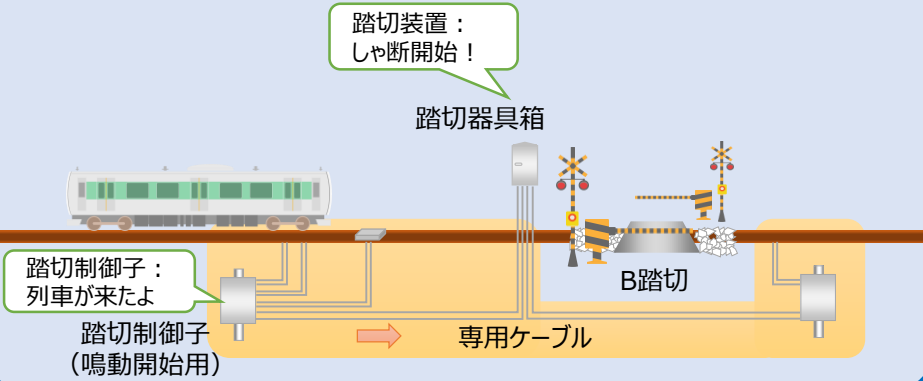 踏切装置：
しゃ断開始！
踏切器具箱
踏切制御子：
列車が来たよ
B踏切
踏切制御子
（鳴動開始用）
専用ケーブル